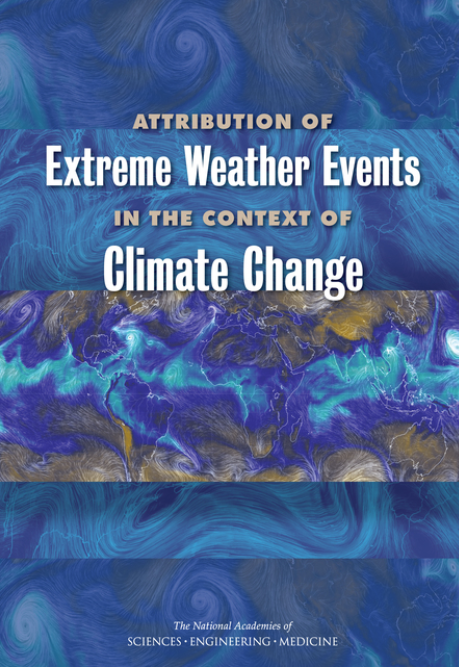 ATTRIBUTION OF
Extreme Weather Events
IN THE CONTEXT OF
Climate Change
The National Academies of
SCIENCES • ENGINEERING • MEDICINE